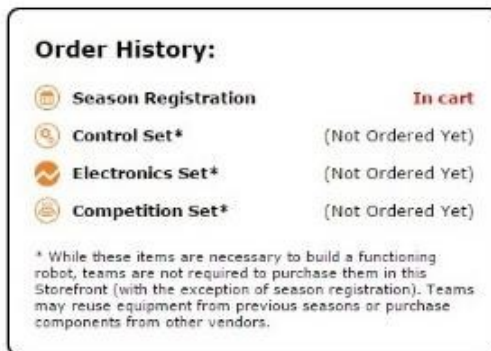 Order History:
Season Registration In cart
Control Set* (Not Ordered Yet)
Electronics Set* (Not Ordered Yet)
Competition Set* (Not Ordered Yet)
* While these items are necessary to build a functioning
robot, teams are not required to purchase them in this
Storefront (with the exception of season registration). Teams
may reuse equipment from previous seasons or purchase
components from other vendors.